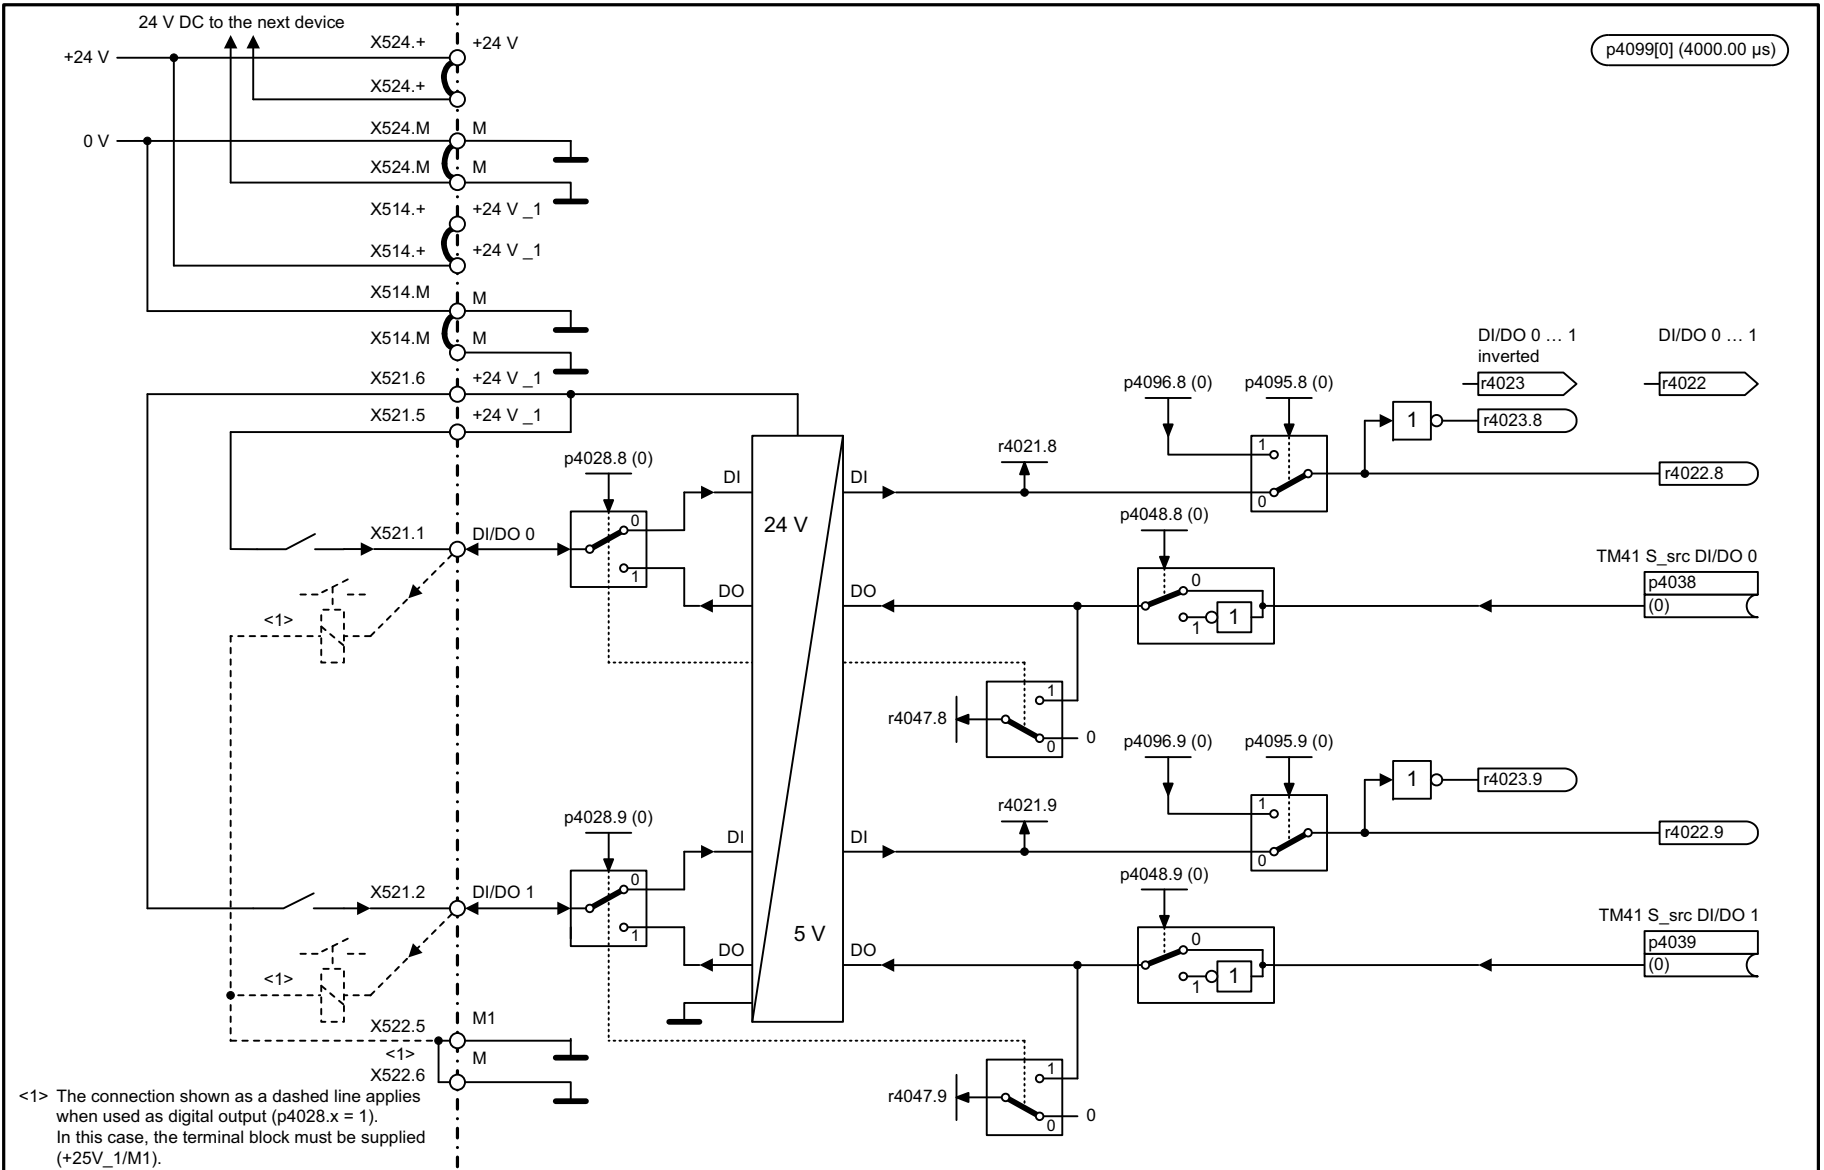 24 V DC to the next device
p4099[0] (4000.00 µs)
+24 V
X524.+
+24 V
X524.+
0 V
X524.M
M
X524.M
M
X514.+
+24 V _1
X514.+
+24 V _1
X514.M
M
X514.M
M
X521.6
+24 V _1
X521.5
+24 V _1
DI/DO 0 … 1
inverted
r4023
DI/DO 0 … 1
r4022
p4096.8 (0)
p4095.8 (0)
1
0
1
r4023.8
r4022.8
r4021.8
p4028.8 (0)
0
1
DI
DI
24 V
X521.1
DI/DO 0
DO
DO
p4048.8 (0)
0
1
1
TM41 S_src DI/DO 0
p4038
(0)
<1>
r4047.8
1
0
0
p4096.9 (0)
p4095.9 (0)
1
0
1
r4023.9
r4022.9
r4021.9
p4028.9 (0)
0
1
DI
DI
X521.2
DI/DO 1
5 V
DO
DO
p4048.9 (0)
0
1
1
TM41 S_src DI/DO 1
p4039
(0)
<1>
X522.5
M1
<1>
M
X522.6
r4047.9
1
0
0
<1> The connection shown as a dashed line applies
when used as digital output (p4028.x = 1).
In this case, the terminal block must be supplied
(+25V_1/M1).